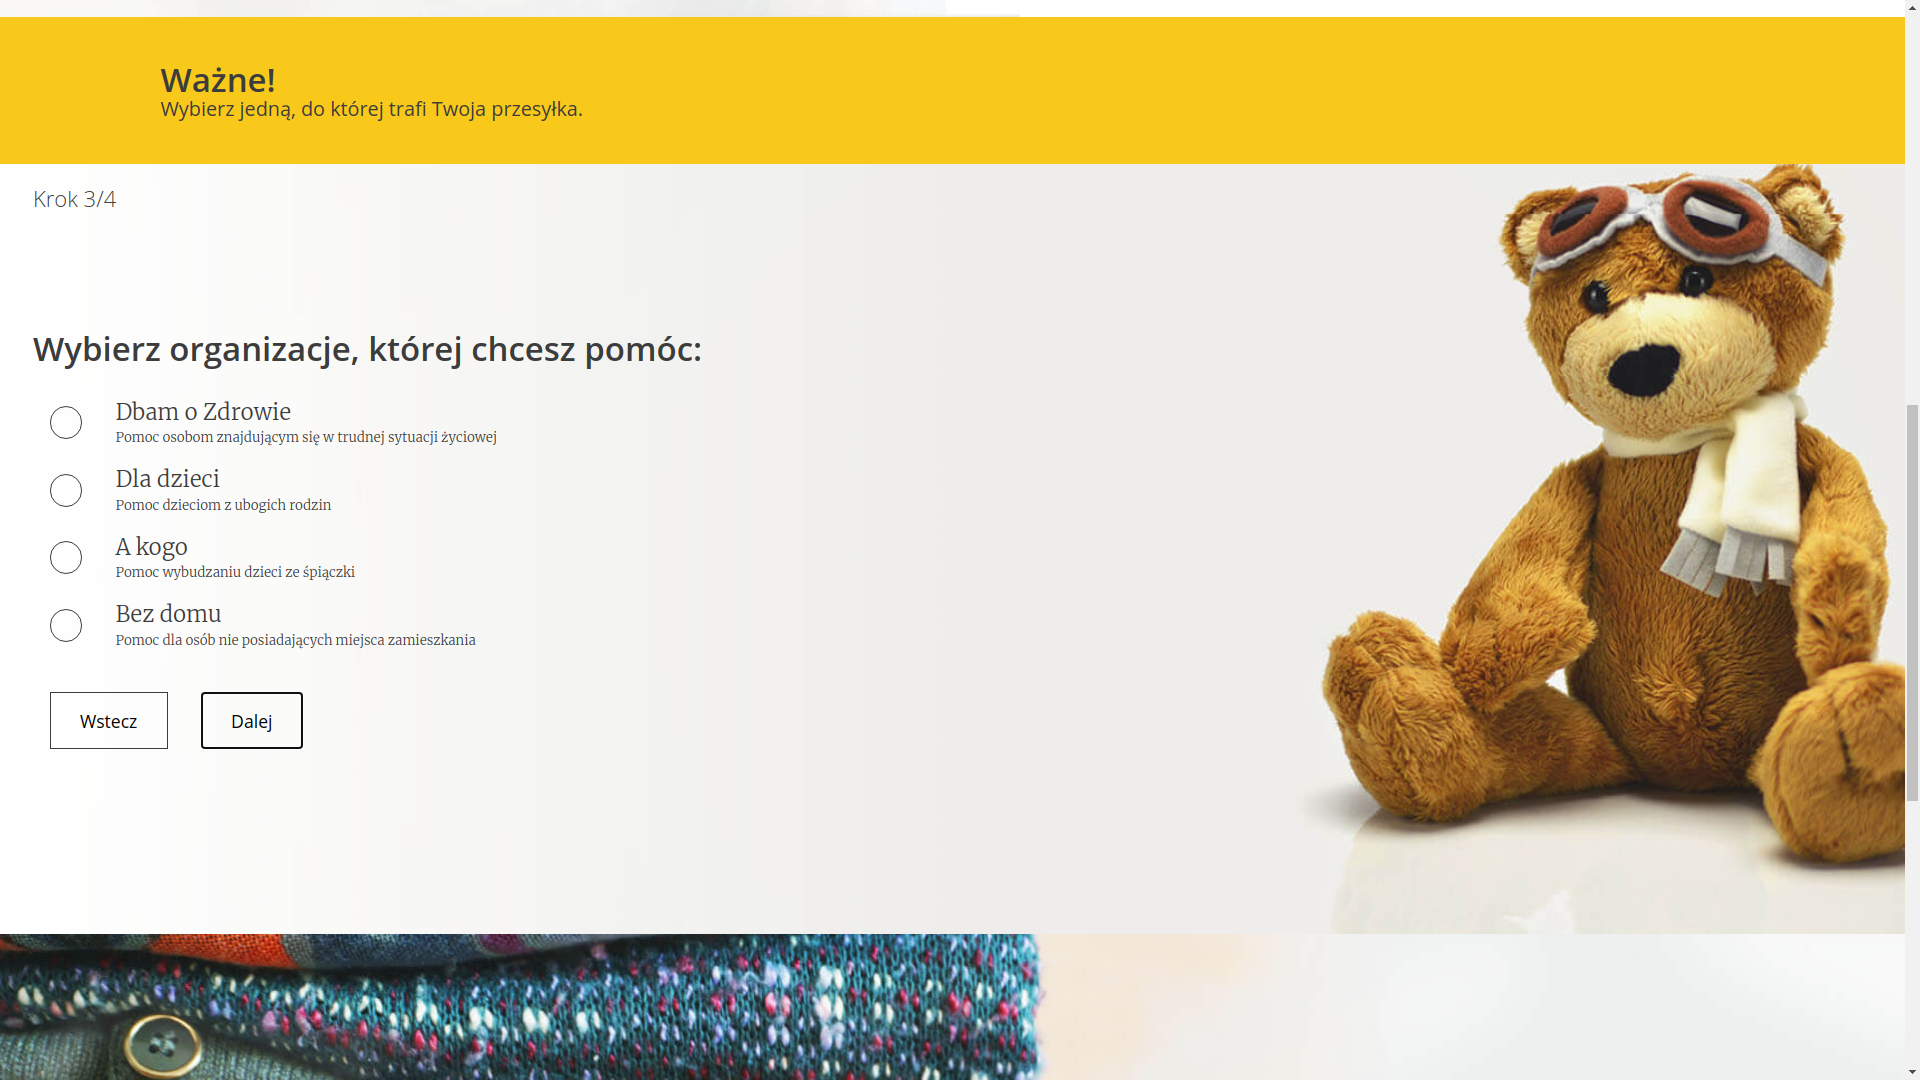 Ważne!
Wybierz jedną, do której trafi Twoja przesyłka.
Krok 3/4
Wybierz organizacje, której chcesz pomóc:
Dbam o Zdrowie
Pomoc osobom znajdującym się w trudnej sytuacji życiowej
Dla dzieci
Pomoc dzieciom z ubogich rodzin
A kogo
Pomoc wybudzaniu dzieci ze śpiączki
Bez domu
Pomoc dla osób nie posiadających miejsca zamieszkania
Wstecz
Dalej